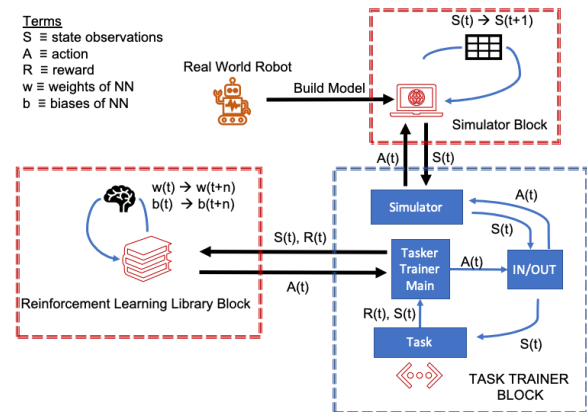 Terms
S ≡ state observations
A ≡ action
R ≡ reward
w ≡ weights of NN
b ≡ biases of NN
S(t) → S(t+1)
Real World Robot
Build Model
Simulator Block
A(t)
S(t)
w(t) → w(t+n)
b(t) → b(t+n)
Simulator
A(t)
S(t)
S(t), R(t)
Tasker
Trainer
Main
A(t)
IN/OUT
A(t)
Reinforcement Learning Library Block
R(t), S(t)
Task
S(t)
TASK TRAINER
BLOCK